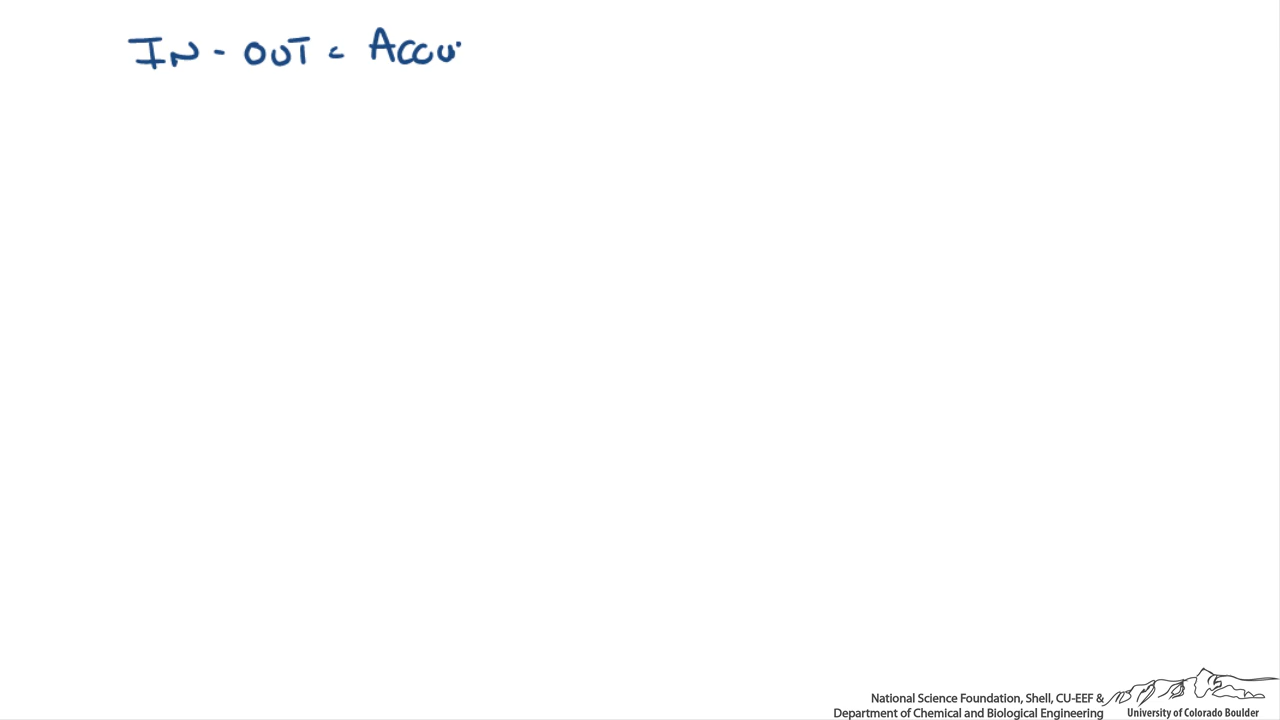 IN - OUT = Accu
National Science Foundation, Shell, CU-EEF &
Department of Chemical and Biological Engineering
University of Colorado Boulder